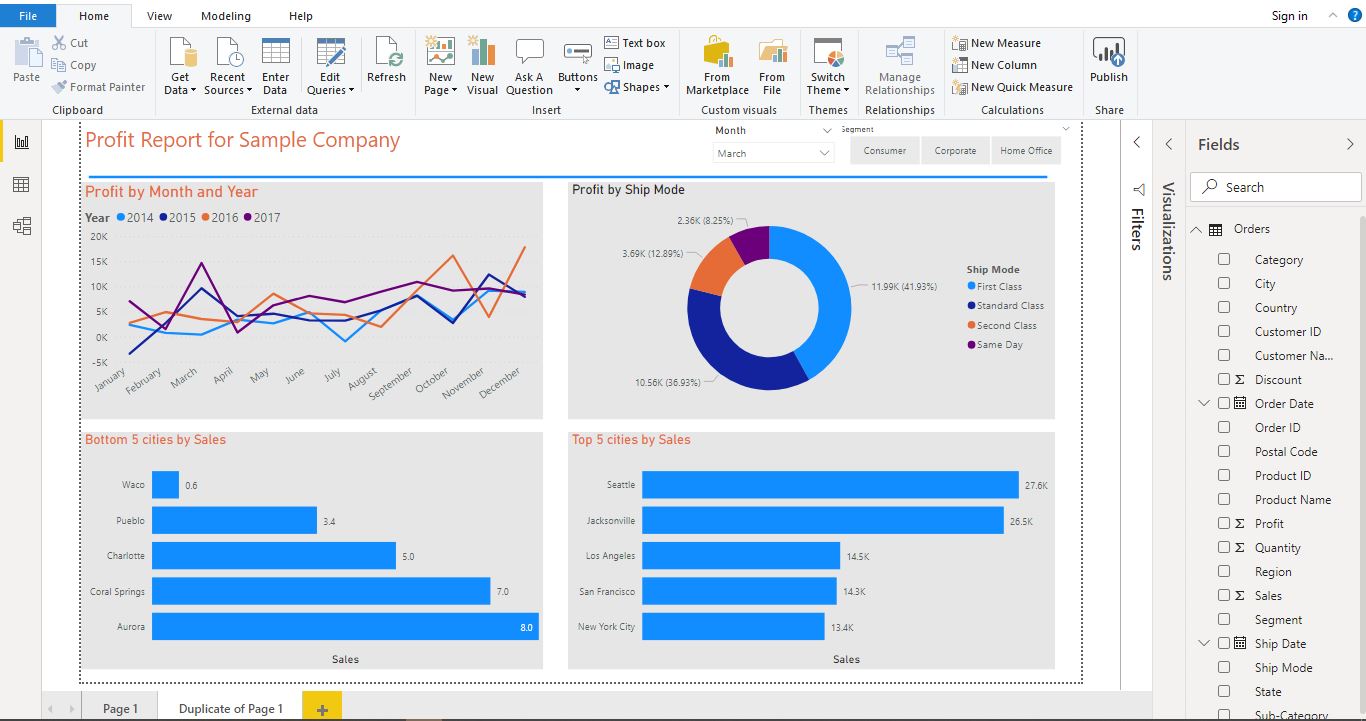 File Home View Modeling Help Sign in ?
Paste Cut Copy Format Painter
Clipboard
Get Data Recent Sources Enter Data Edit Queries Refresh
External data
New Page New Visual Ask A Question Buttons Text box Image Shapes
Insert
From Marketplace From File
Custom visuals
Switch Theme
Themes
Manage Relationships
Relationships
New Measure
New Column
New Quick Measure
Calculations
Publish
Share
Profit Report for Sample Company
Month
March
Segment
Consumer Corporate Home Office
Profit by Month and Year
Year 2014 2015 2016 2017
20K
15K
10K
5K
0K
-5K
January February March April May June July August September October November December
Profit by Ship Mode
2.36K (8.25%)
3.69K (12.89%)
11.99K (41.93%)
10.56K (36.93%)
Ship Mode
First Class
Standard Class
Second Class
Same Day
Bottom 5 cities by Sales
Waco 0.6
Pueblo 3.4
Charlotte 5.0
Coral Springs 7.0
Aurora 8.0
Sales
Top 5 cities by Sales
Seattle 27.6K
Jacksonville 26.5K
Los Angeles 14.5K
San Francisco 14.3K
New York City 13.4K
Sales
Filters
Visualizations
Fields
Search
Orders
Category
City
Country
Customer ID
Customer Na...
Σ Discount
Order Date
Order ID
Postal Code
Product ID
Product Name
Σ Profit
Σ Quantity
Region
Σ Sales
Segment
Ship Date
Ship Mode
State
Sub-Category
Page 1 Duplicate of Page 1 +